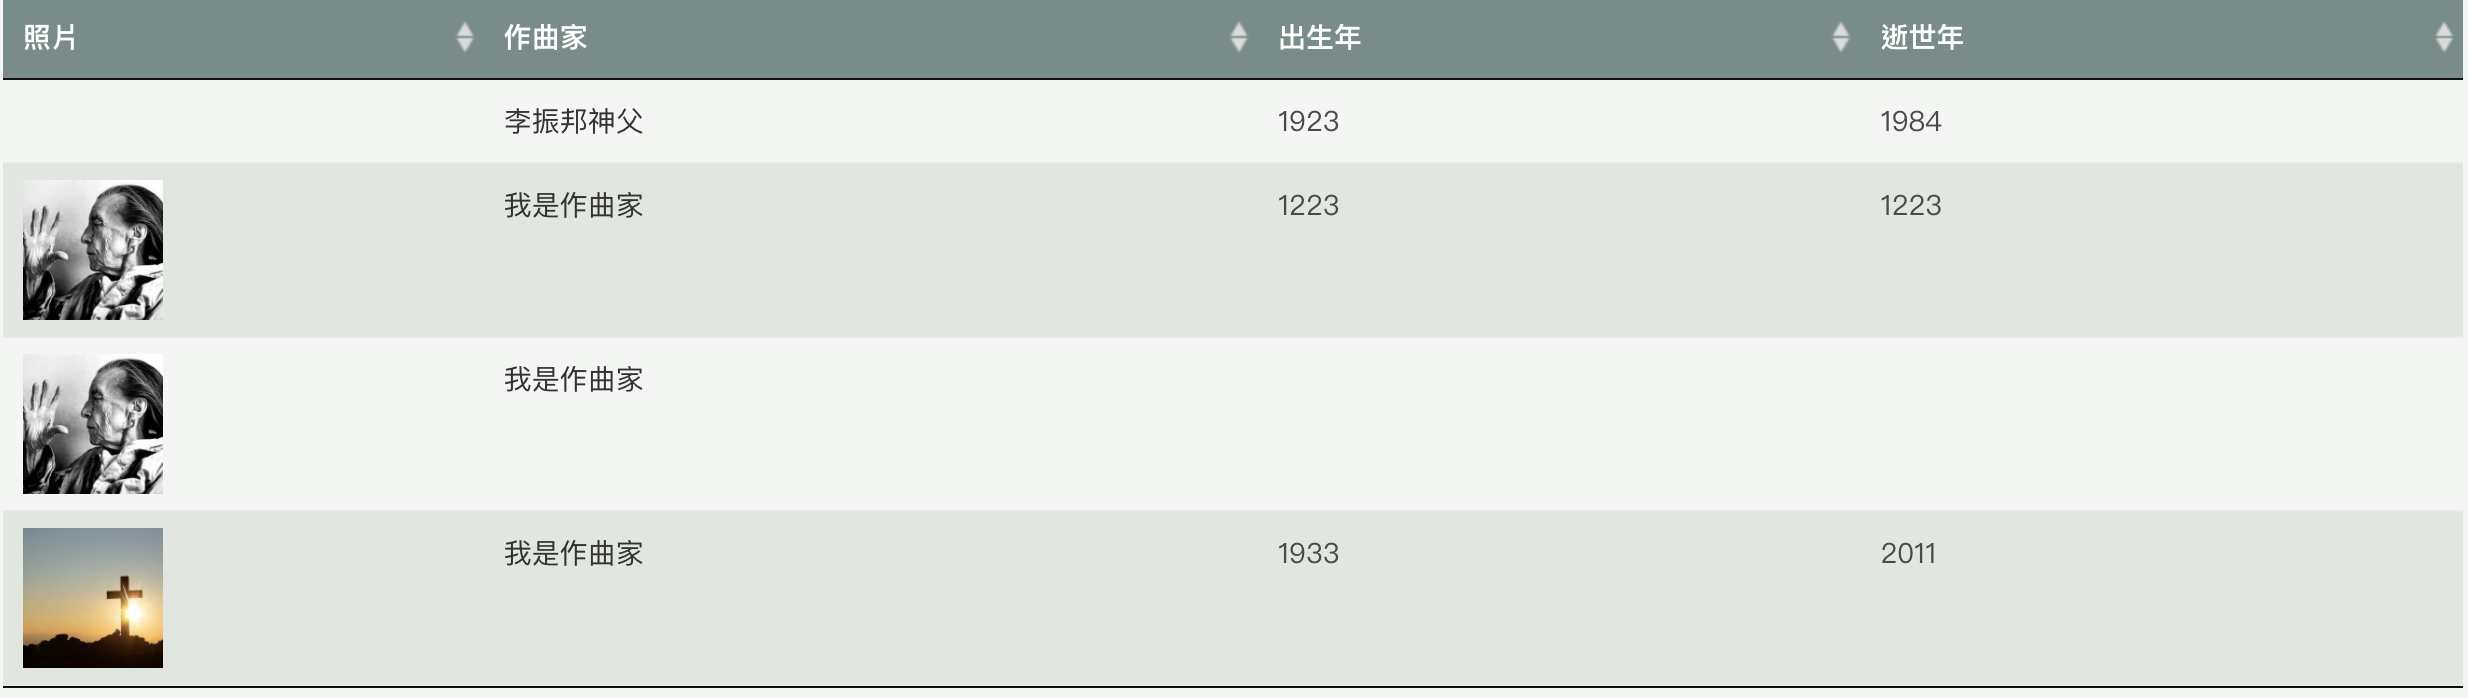 照片 作曲家 出生年 逝世年
李振邦神父 1923 1984
我是作曲家 1223 1223
我是作曲家
我是作曲家 1933 2011